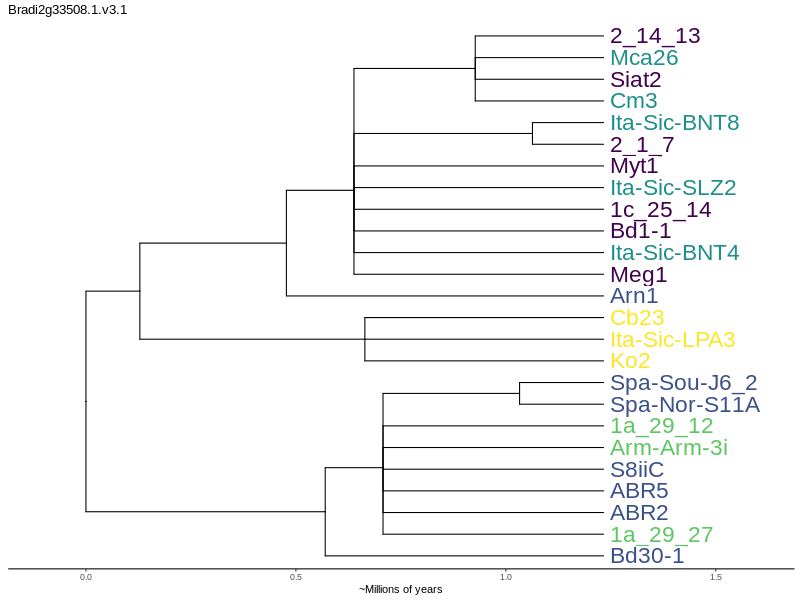 Bradi2g33508.1.v3.1
2_14_13
Mca26
Siat2
Cm3
Ita-Sic-BNT8
2_1_7
Myt1
Ita-Sic-SLZ2
1c_25_14
Bd1-1
Ita-Sic-BNT4
Meg1
Arn1
Cb23
Ita-Sic-LPA3
Ko2
Spa-Sou-J6_2
Spa-Nor-S11A
1a_29_12
Arm-Arm-3i
S8iiC
ABR5
ABR2
1a_29_27
Bd30-1
0.0 0.5 1.0 1.5
~Millions of years